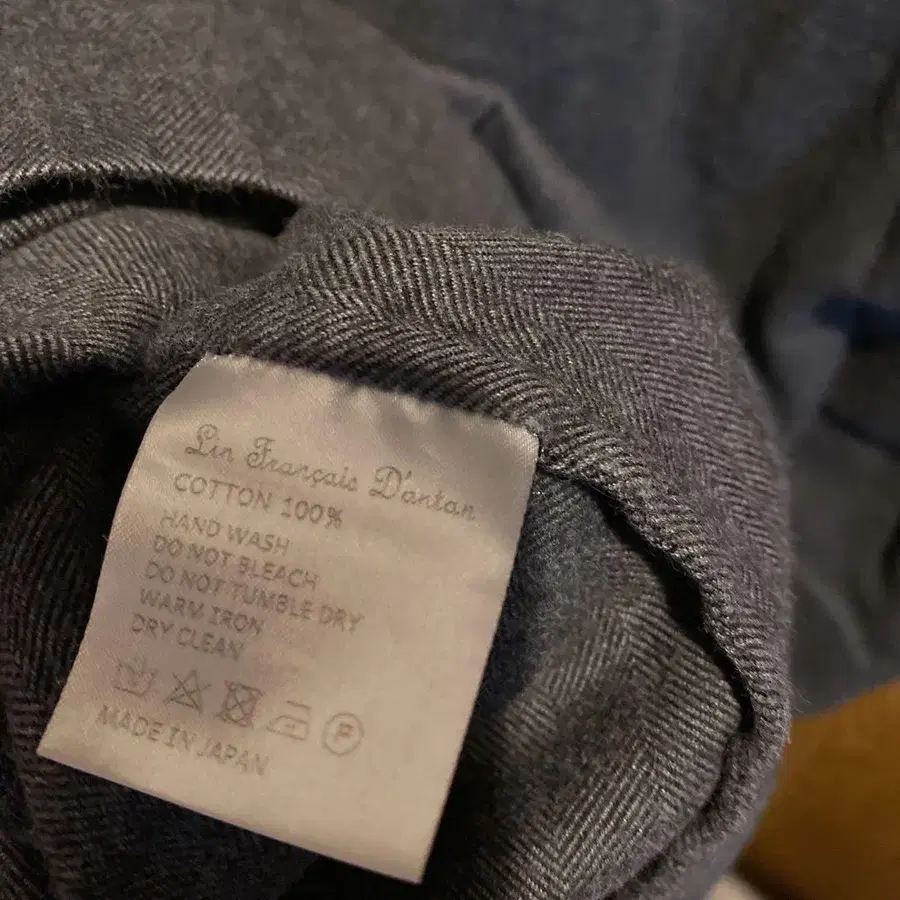 Lin Français D'antan
COTTON 100%
HAND WASH
DO NOT BLEACH
DO NOT TUMBLE DRY
WARM IRON
DRY CLEAN
F
MADE IN JAPAN